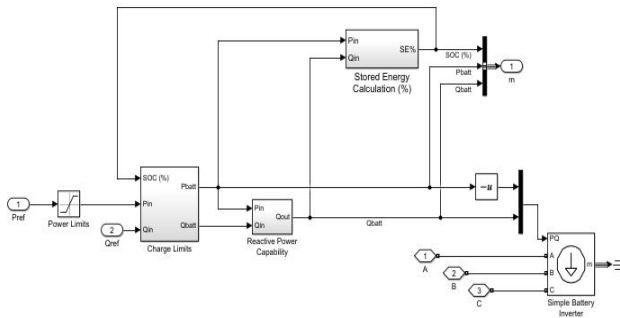 Pin
Qin
SE%
Stored Energy
Calculation (%)
SOC (%)
Pbatt
Qbatt
1
m
1
Pref
Power Limits
2
Qref
SOC (%)
Pin
Qin
Pbatt
Qbatt
Charge Limits
Pin
Qin
Qout
Reactive Power
Capability
Qbatt
-u
1
A
2
B
3
C
PQ
A
B
C
m
Simple Battery
Inverter